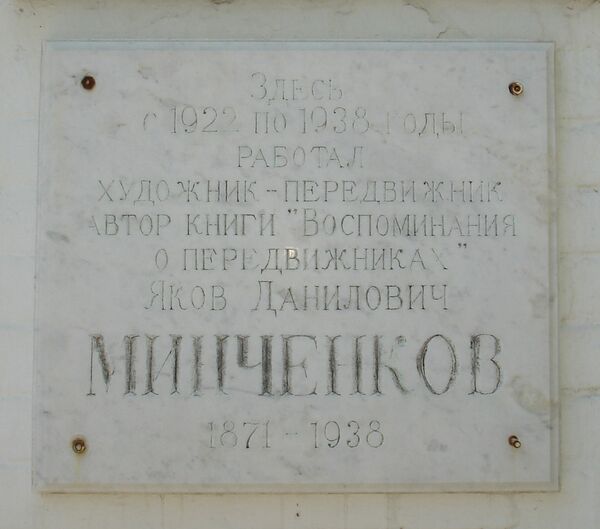 Здесь
с 1922 по 1938 годы
работал
художник - передвижник
автор книги "Воспоминания
о передвижниках"
Яков Данилович
МИНЧЕНКОВ
1871 - 1938